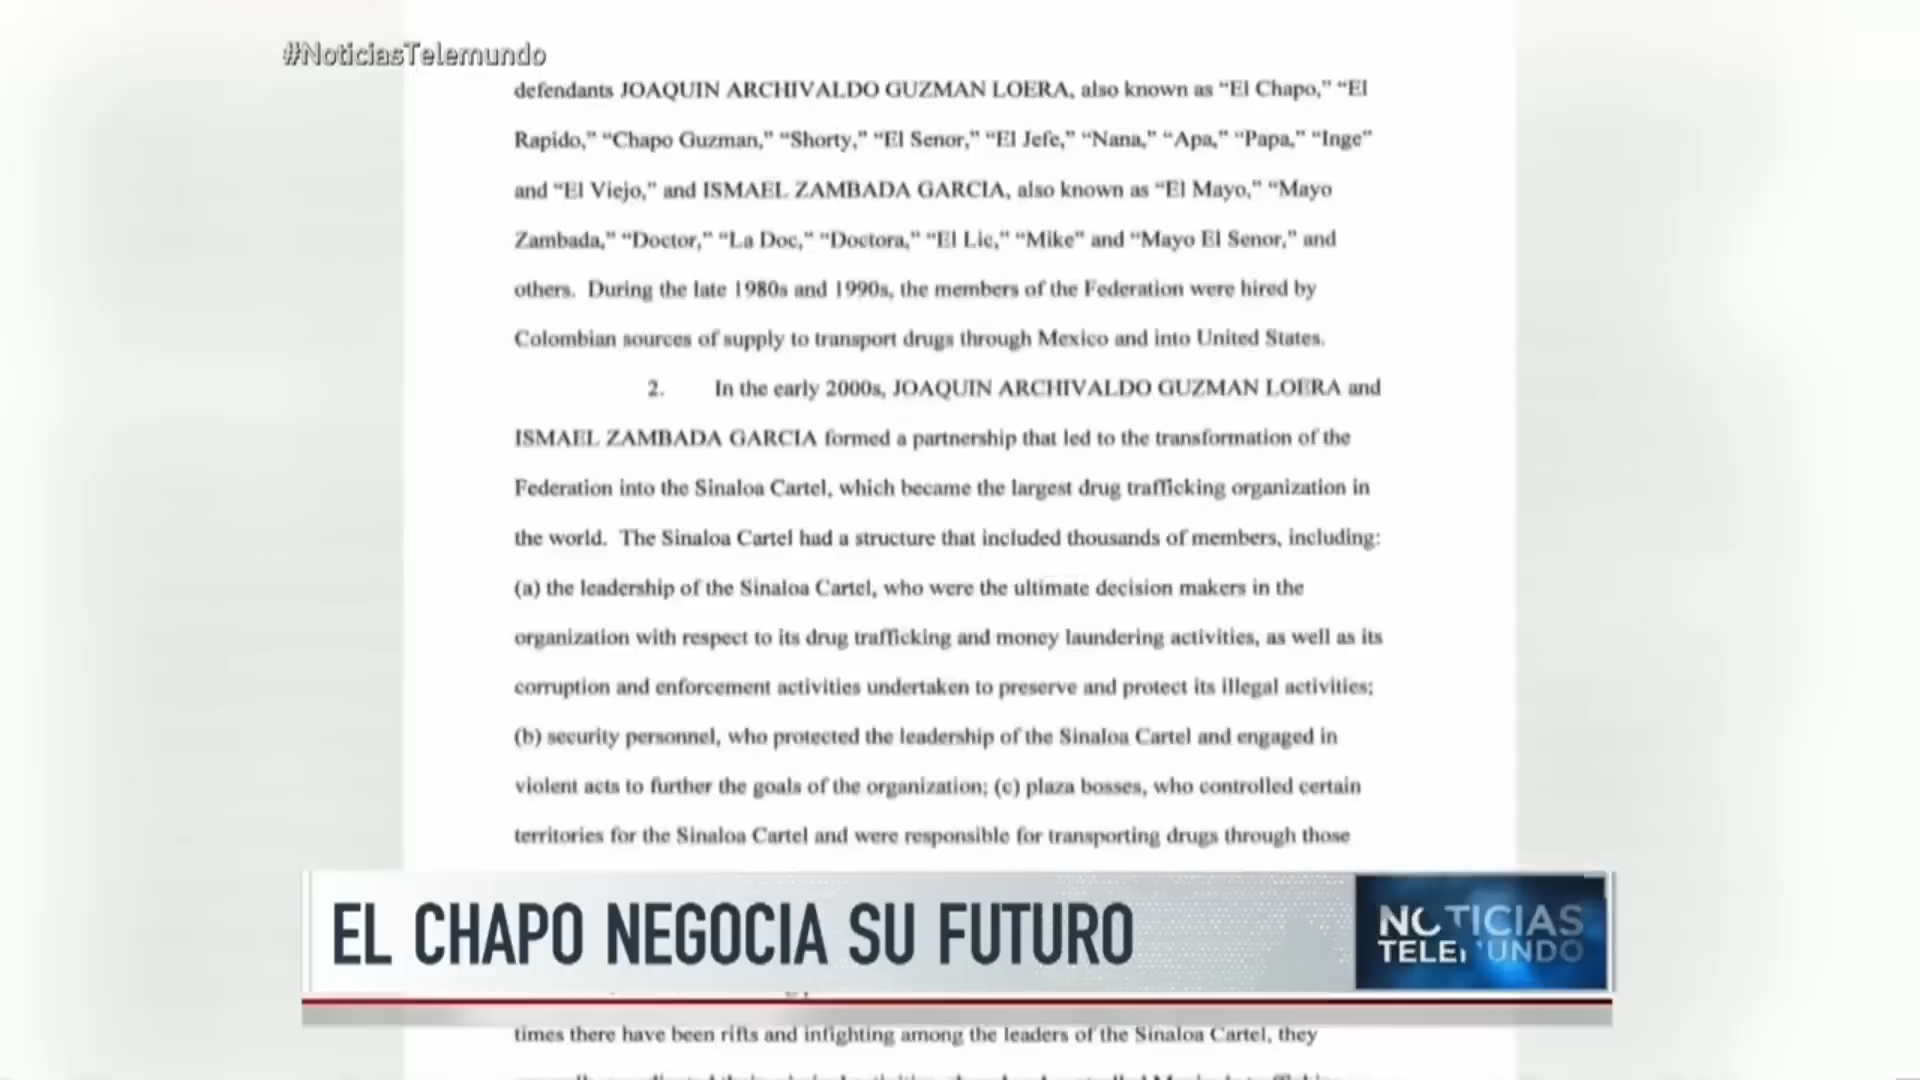 #NoticiasTelemundo
defendants JOAQUIN ARCHIVALDO GUZMAN LOERA, also known as “El Chapo,” “El
Rapido,” “Chapo Guzman,” “Shorty,” “El Senor,” “El Jefe,” “Nana,” “Apa,” “Papa,” “Inge”
and “El Viejo,” and ISMAEL ZAMBADA GARCIA, also known as “El Mayo,” “Mayo
Zambada,” “Doctor,” “La Doc,” “Doctora,” “El Lic,” “Mike” and “Mayo El Senor,” and
others. During the late 1980s and 1990s, the members of the Federation were hired by
Colombian sources of supply to transport drugs through Mexico and into United States.
2. In the early 2000s, JOAQUIN ARCHIVALDO GUZMAN LOERA and
ISMAEL ZAMBADA GARCIA formed a partnership that led to the transformation of the
Federation into the Sinaloa Cartel, which became the largest drug trafficking organization in
the world. The Sinaloa Cartel had a structure that included thousands of members, including:
(a) the leadership of the Sinaloa Cartel, who were the ultimate decision makers in the
organization with respect to its drug trafficking and money laundering activities, as well as its
corruption and enforcement activities undertaken to preserve and protect its illegal activities;
(b) security personnel, who protected the leadership of the Sinaloa Cartel and engaged in
violent acts to further the goals of the organization; (c) plaza bosses, who controlled certain
territories for the Sinaloa Cartel and were responsible for transporting drugs through those
EL CHAPO NEGOCIA SU FUTURO
NOTICIAS
TELEMUNDO
times there have been rifts and infighting among the leaders of the Sinaloa Cartel, they